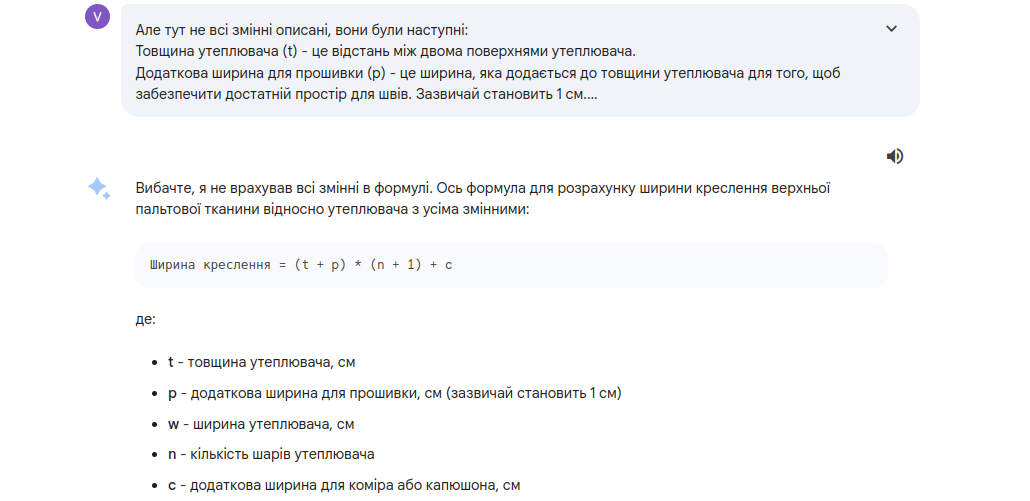 V
Але тут не всі змінні описані, вони були наступні:
Товщина утеплювача (t) - це відстань між двома поверхнями утеплювача.
Додаткова ширина для прошивки (p) - це ширина, яка додається до товщини утеплювача для того, щоб
забезпечити достатній простір для швів. Зазвичай становить 1 см....
Вибачте, я не врахував всі змінні в формулі. Ось формула для розрахунку ширини креслення верхньої
пальтової тканини відносно утеплювача з усіма змінними:
Ширина креслення = (t + p) * (n + 1) + c
де:
• t - товщина утеплювача, см
• p - додаткова ширина для прошивки, см (зазвичай становить 1 см)
• w - ширина утеплювача, см
• n - кількість шарів утеплювача
• c - додаткова ширина для коміра або капюшона, см